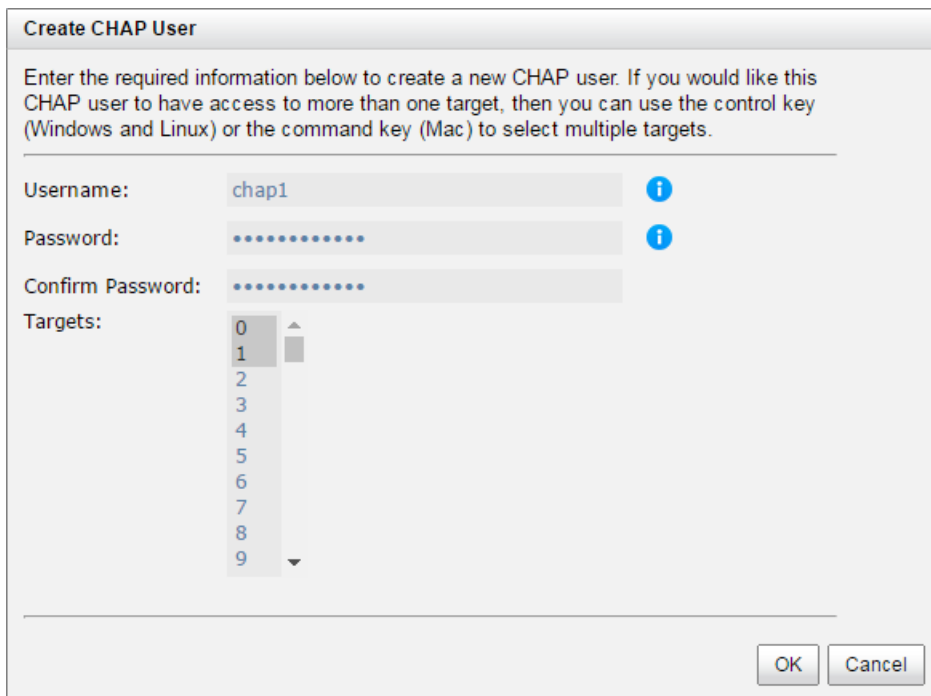 Create CHAP User
Enter the required information below to create a new CHAP user. If you would like this
CHAP user to have access to more than one target, then you can use the control key
(Windows and Linux) or the command key (Mac) to select multiple targets.
Username: chap1
Password: ••••••••••••
Confirm Password: ••••••••••••
Targets:
0
1
2
3
4
5
6
7
8
9
OK Cancel